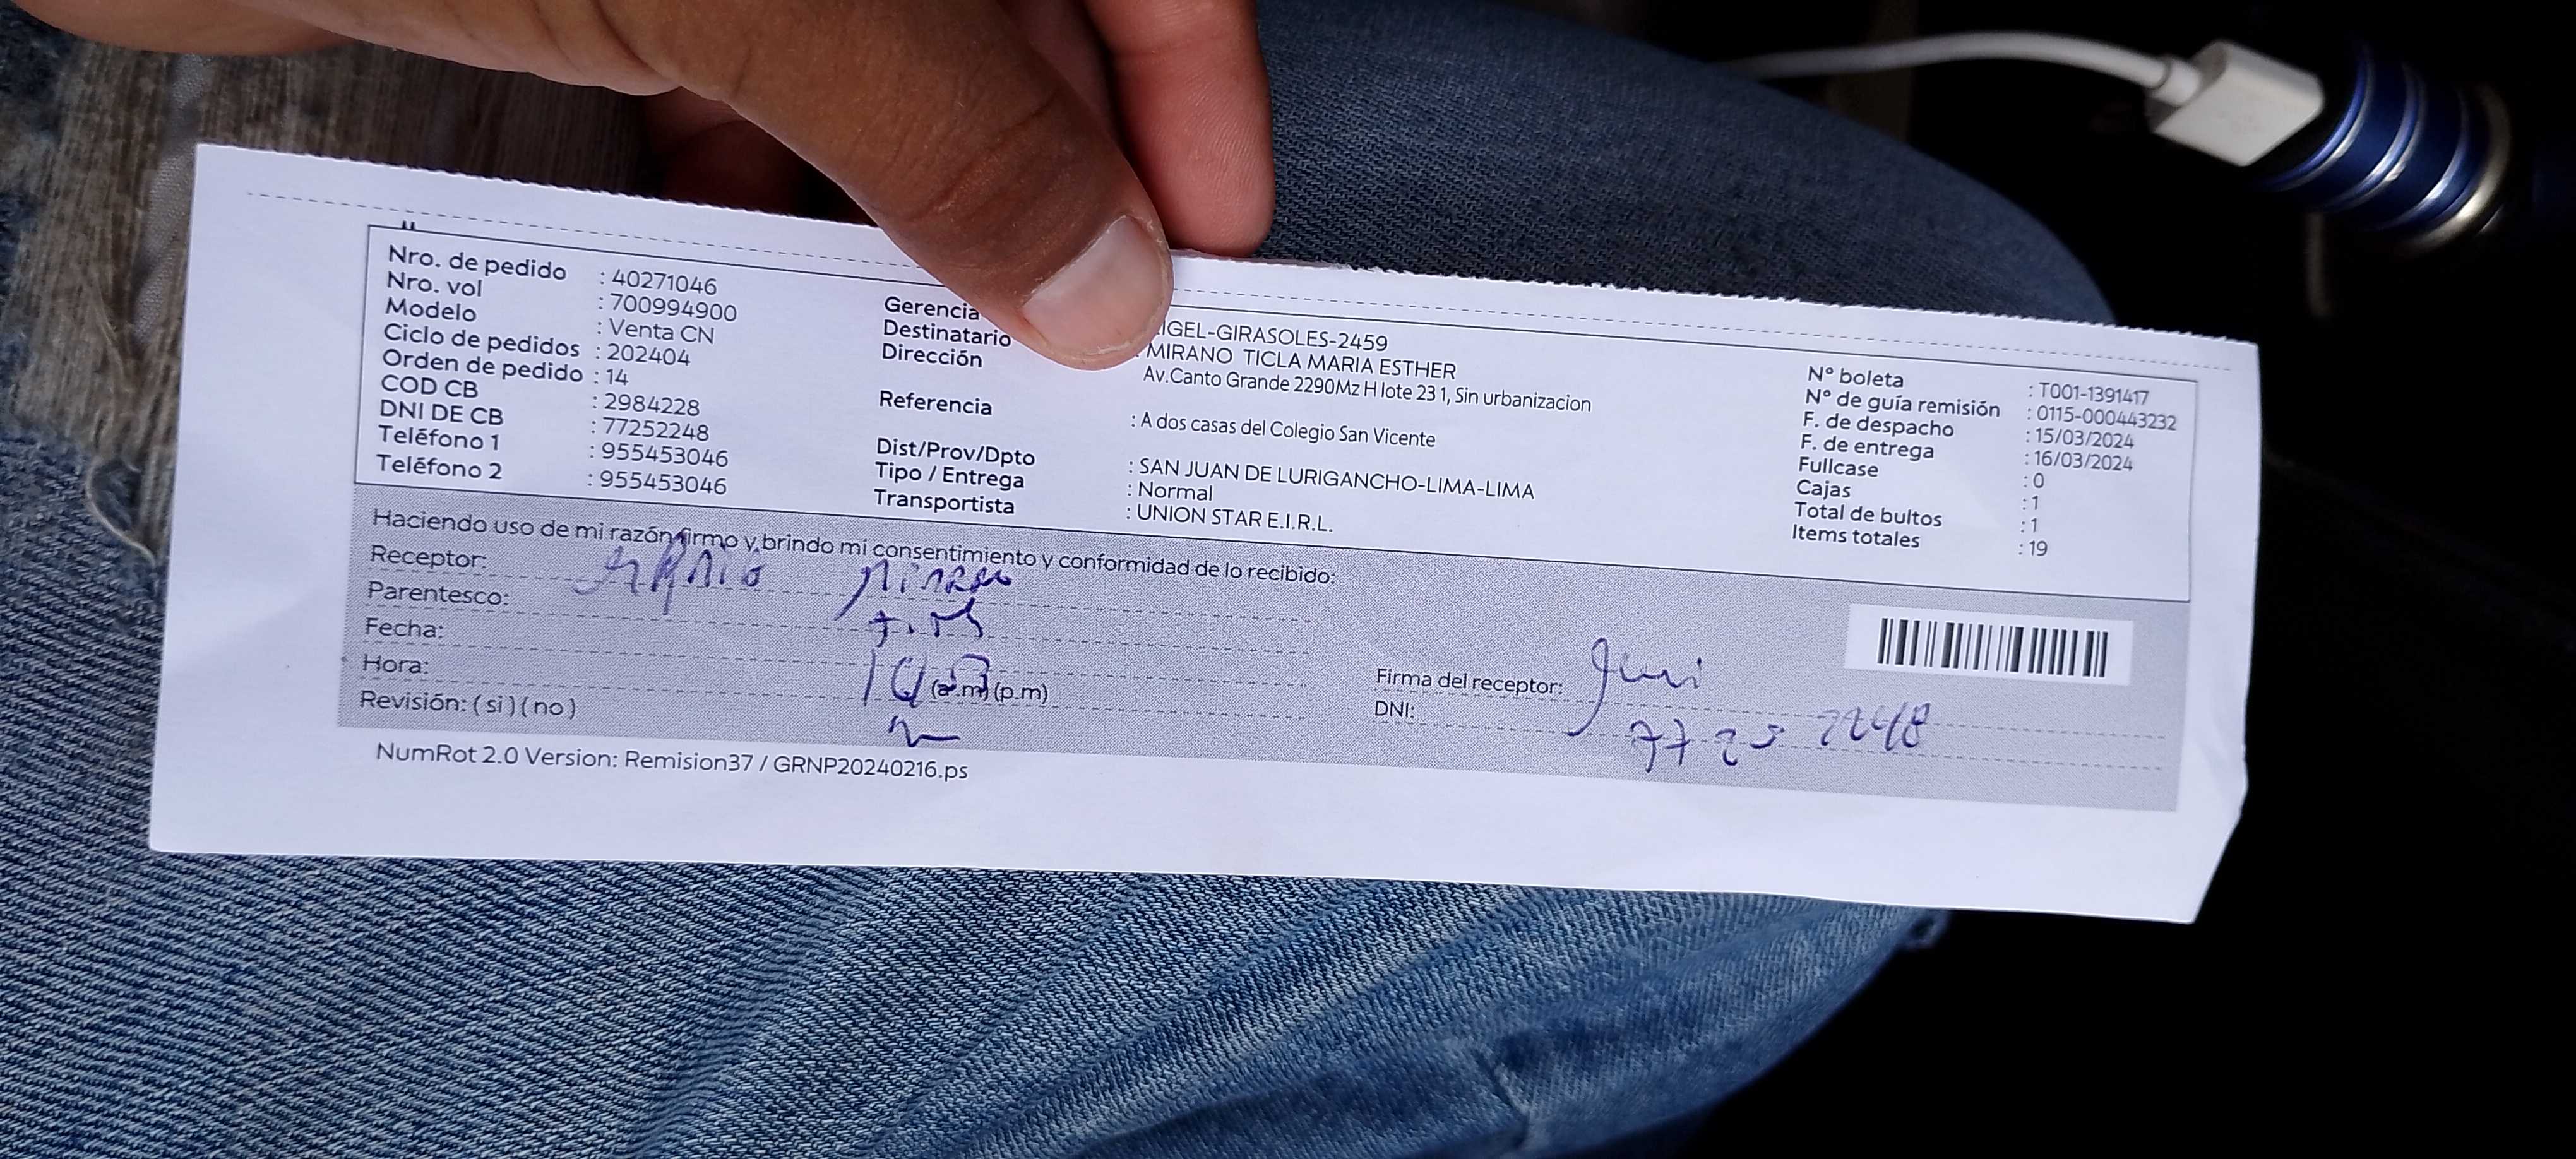 Nro. de pedido : 40271046
Nro. vol : 700994900
Modelo : Venta CN
Ciclo de pedidos : 202404
Orden de pedido : 14
COD CB : 2984228
DNI DE CB : 77252248
Teléfono 1 : 955453046
Teléfono 2 : 955453046
Gerencia IGEL-GIRASOLES-2459
Destinatario : MIRANO TICLA MARIA ESTHER
Dirección Av.Canto Grande 2290Mz H lote 23 1, Sin urbanizacion
Referencia : A dos casas del Colegio San Vicente
Dist/Prov/Dpto : SAN JUAN DE LURIGANCHO-LIMA-LIMA
Tipo / Entrega : Normal
Transportista : UNION STAR E.I.R.L.
N° boleta : T001-1391417
N° de guía remisión : 0115-000443232
F. de despacho : 15/03/2024
F. de entrega : 16/03/2024
Fullcase : 0
Cajas : 1
Total de bultos : 1
Items totales : 19
Haciendo uso de mi razón firmo y brindo mi consentimiento y conformidad de lo recibido:
Receptor:
Parentesco:
Fecha:
Hora: (a.m) (p.m)
Revisión: ( si ) ( no )
Firma del receptor:
DNI: 77252248
NumRot 2.0 Version: Remision37 / GRNP20240216.ps